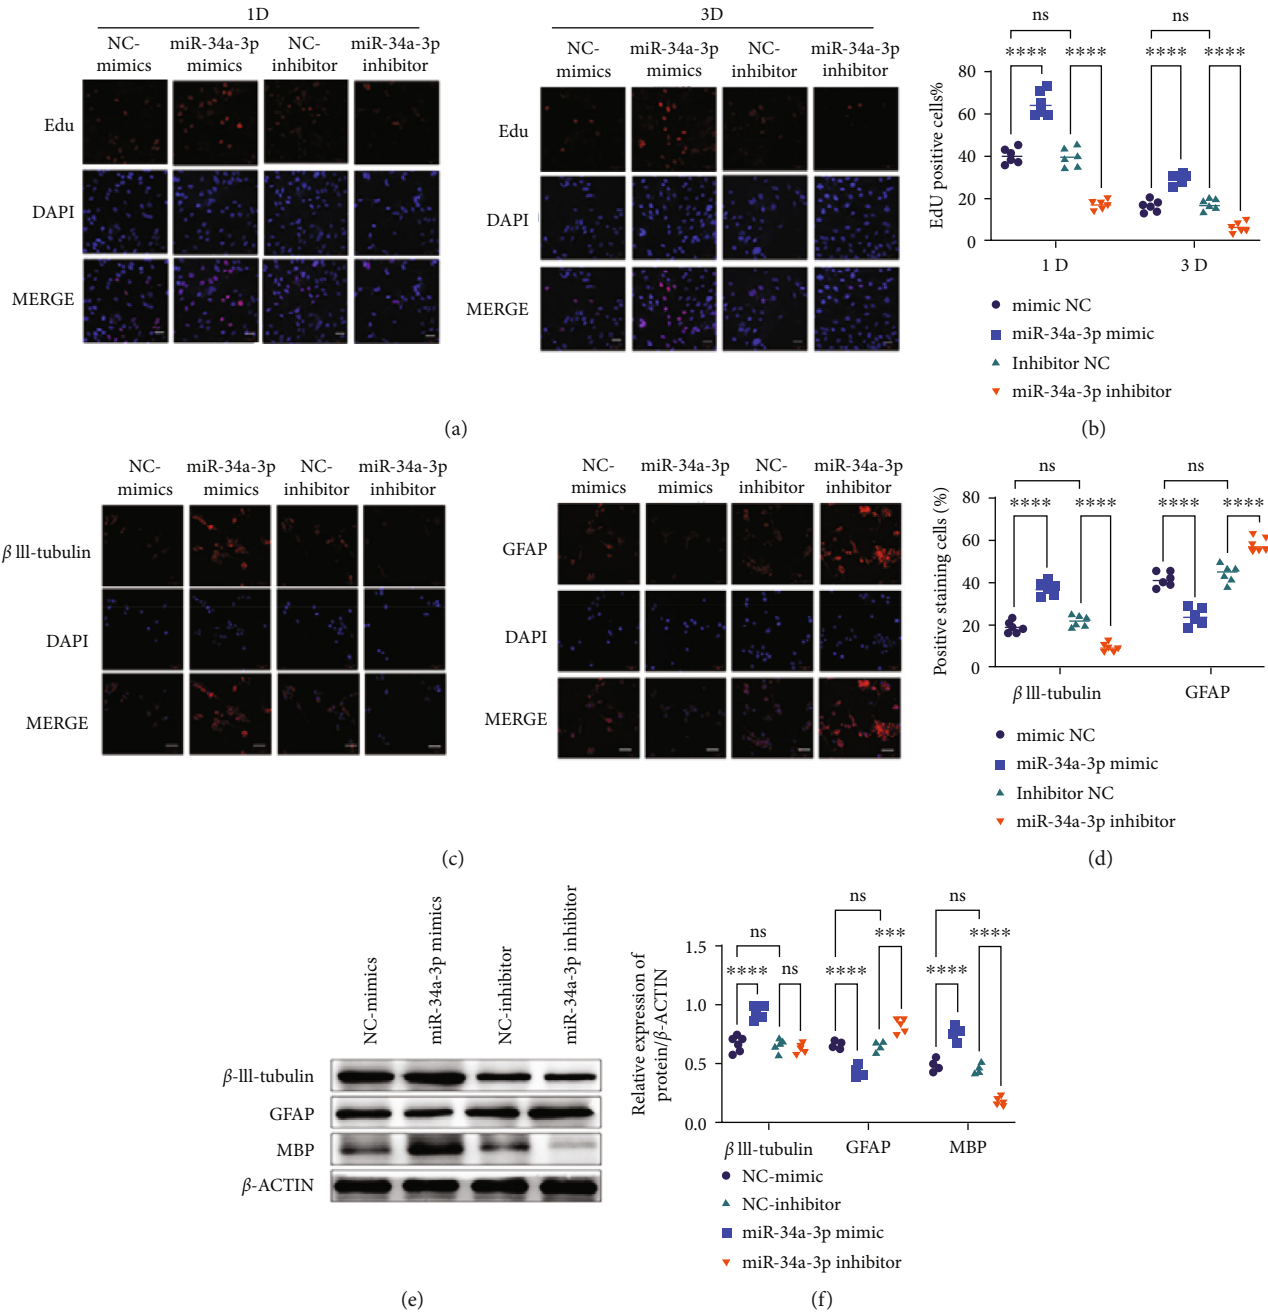 1D
3D
NC-
mimics
miR-34a-3p
mimics
NC-
inhibitor
miR-34a-3p
inhibitor
NC-
mimics
miR-34a-3p
mimics
NC-
inhibitor
miR-34a-3p
inhibitor
Edu
DAPI
MERGE
Edu
DAPI
MERGE
(a)
ns
ns
**** ****
**** ****
EdU positive cells%
80
60
40
20
0
1 D
3 D
mimic NC
miR-34a-3p mimic
Inhibitor NC
miR-34a-3p inhibitor
(b)
NC-
mimics
miR-34a-3p
mimics
NC-
inhibitor
miR-34a-3p
inhibitor
β lll-tubulin
DAPI
MERGE
NC-
mimics
miR-34a-3p
mimics
NC-
inhibitor
miR-34a-3p
inhibitor
GFAP
DAPI
MERGE
(c)
ns
ns
**** ****
**** ****
Positive staining cells (%)
80
60
40
20
0
β lll-tubulin
GFAP
mimic NC
miR-34a-3p mimic
Inhibitor NC
miR-34a-3p inhibitor
(d)
NC-mimics
miR-34a-3p mimics
NC-inhibitor
miR-34a-3p inhibitor
β-lll-tubulin
GFAP
MBP
β-ACTIN
(e)
ns
ns
ns
**** ns
**** ***
**** ****
Relative expression of
protein/β-ACTIN
1.5
1.0
0.5
0.0
β lll-tubulin
GFAP
MBP
NC-mimic
NC-inhibitor
miR-34a-3p mimic
miR-34a-3p inhibitor
(f)